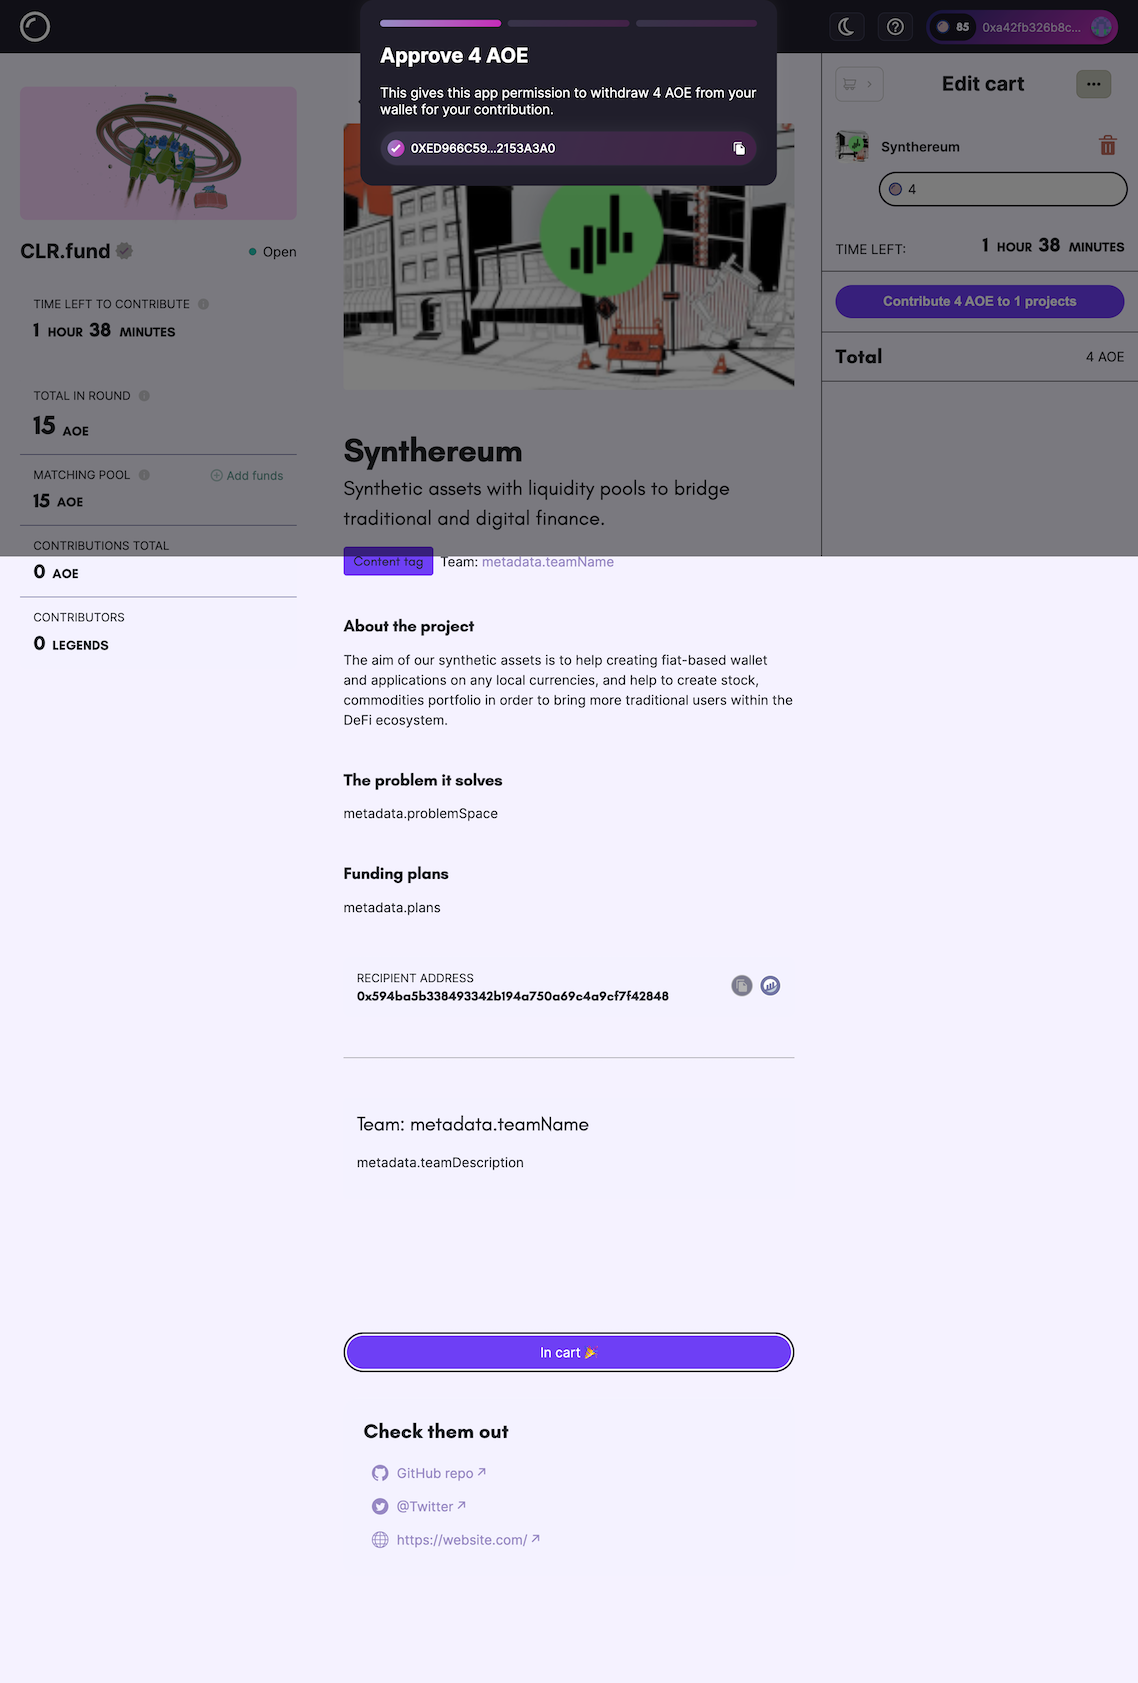 85 0xa42fb326b8c...
Approve 4 AOE
This gives this app permission to withdraw 4 AOE from your
wallet for your contribution.
0XED966C59...2153A3A0
CLR.fund
Open
TIME LEFT TO CONTRIBUTE
1 HOUR 38 MINUTES
TOTAL IN ROUND
15 AOE
MATCHING POOL
Add funds
15 AOE
CONTRIBUTIONS TOTAL
0 AOE
CONTRIBUTORS
0 LEGENDS
Synthereum
Synthetic assets with liquidity pools to bridge
traditional and digital finance.
Content tag
Team: metadata.teamName
About the project
The aim of our synthetic assets is to help creating fiat-based wallet
and applications on any local currencies, and help to create stock,
commodities portfolio in order to bring more traditional users within the
DeFi ecosystem.
The problem it solves
metadata.problemSpace
Funding plans
metadata.plans
RECIPIENT ADDRESS
0x594ba5b338493342b194a750a69c4a9cf7f42848
Team: metadata.teamName
metadata.teamDescription
In cart 🎉
Check them out
GitHub repo ↗
@Twitter ↗
https://website.com/ ↗
Edit cart
Synthereum
4
TIME LEFT:
1 HOUR 38 MINUTES
Contribute 4 AOE to 1 projects
Total
4 AOE